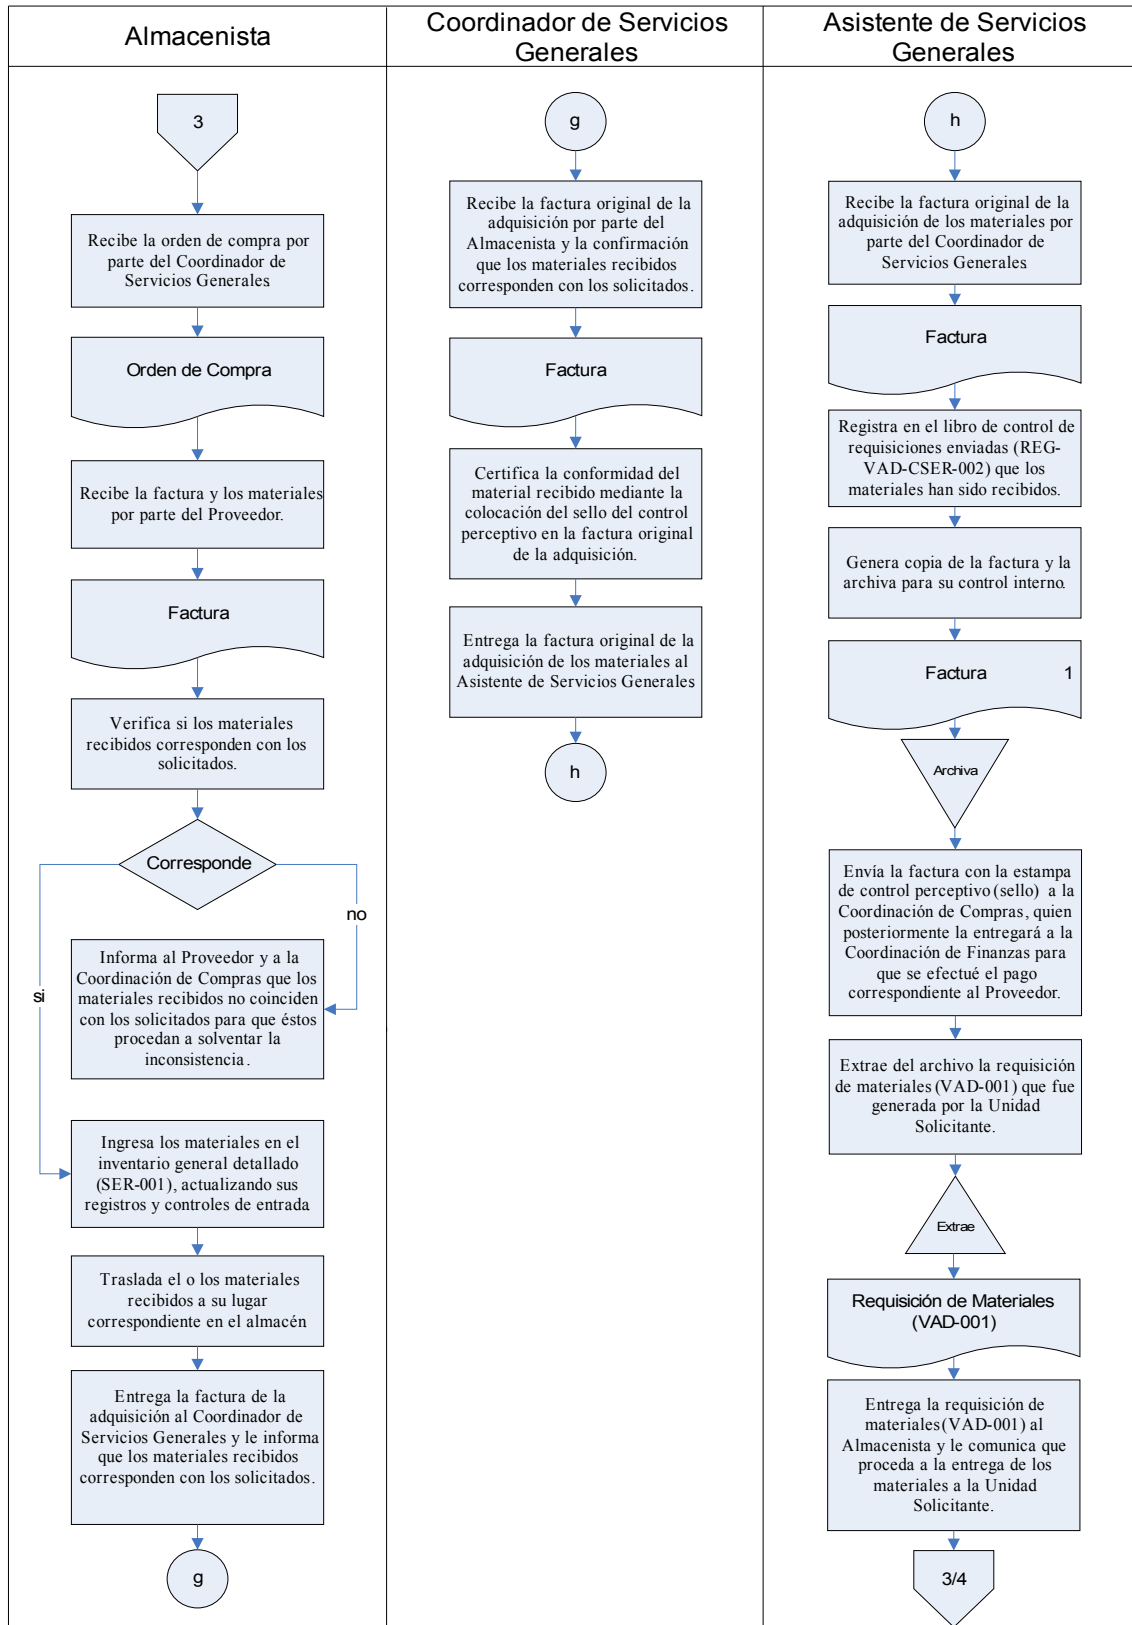 Almacenista
Coordinador de Servicios
Generales
Asistente de Servicios
Generales
3
Recibe la orden de compra por
parte del Coordinador de
Servicios Generales.
Orden de Compra
Recibe la factura y los materiales
por parte del Proveedor.
Factura
Verifica si los materiales
recibidos corresponden con los
solicitados.
Corresponde
no
si
Informa al Proveedor y a la
Coordinación de Compras que los
materiales recibidos no coinciden
con los solicitados para que éstos
procedan a solventar la
inconsistencia.
Ingresa los materiales en el
inventario general detallado
(SER-001), actualizando sus
registros y controles de entrada
Traslada el o los materiales
recibidos a su lugar
correspondiente en el almacén
Entrega la factura de la
adquisición al Coordinador de
Servicios Generales y le informa
que los materiales recibidos
corresponden con los solicitados.
g
g
Recibe la factura original de la
adquisición por parte del
Almacenista y la confirmación
que los materiales recibidos
corresponden con los solicitados.
Factura
Certifica la conformidad del
material recibido mediante la
colocación del sello del control
perceptivo en la factura original
de la adquisición.
Entrega la factura original de la
adquisición de los materiales al
Asistente de Servicios Generales
h
h
Recibe la factura original de la
adquisición de los materiales por
parte del Coordinador de
Servicios Generales.
Factura
Registra en el libro de control de
requisiciones enviadas (REG-
VAD-CSER-002) que los
materiales han sido recibidos.
Genera copia de la factura y la
archiva para su control interno.
Factura 1
Archiva
Envía la factura con la estampa
de control perceptivo (sello) a la
Coordinación de Compras, quien
posteriormente la entregará a la
Coordinación de Finanzas para
que se efectué el pago
correspondiente al Proveedor.
Extrae del archivo la requisición
de materiales (VAD-001) que fue
generada por la Unidad
Solicitante.
Extrae
Requisición de Materiales
(VAD-001)
Entrega la requisición de
materiales (VAD-001) al
Almacenista y le comunica que
proceda a la entrega de los
materiales a la Unidad
Solicitante.
3/4